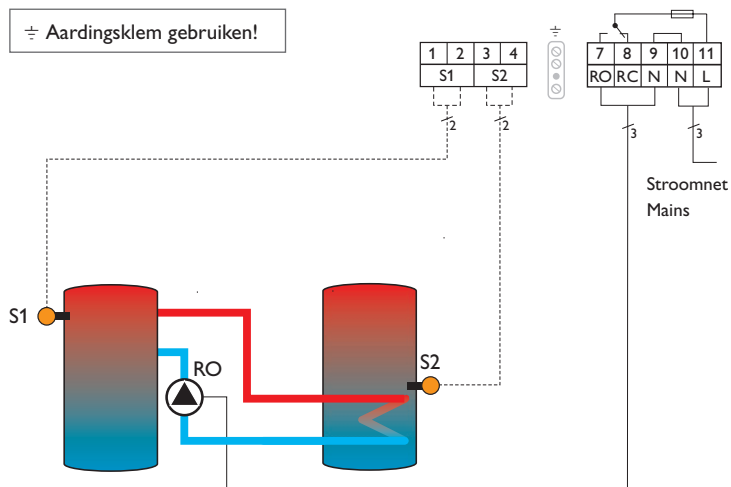 ⏚ Aardingsklem gebruiken!
⏚
1 2 3 4
S1 S2
7 8 9 10 11
RO RC N N L
2
2
3
3
Stroomnet
Mains
S1
RO
S2